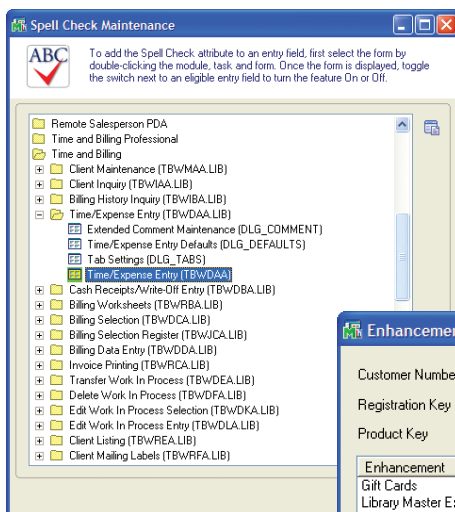 Spell Check Maintenance
ABC
To add the Spell Check attribute to an entry field, first select the form by
double-clicking the module, task and form. Once the form is displayed, toggle
the switch next to an eligible entry field to turn the feature On or Off.
Remote Salesperson PDA
Time and Billing Professional
Time and Billing
Client Maintenance (TBWMAA.LIB)
Client Inquiry (TBWIAA.LIB)
Billing History Inquiry (TBWIBA.LIB)
Time/Expense Entry (TBWDAA.LIB)
Extended Comment Maintenance (DLG_COMMENT)
Time/Expense Entry Defaults (DLG_DEFAULTS)
Tab Settings (DLG_TABS)
Time/Expense Entry (TBWDAA)
Cash Receipts/Write-Off Entry (TBWDBA.LIB)
Billing Worksheets (TBWRBA.LIB)
Billing Selection (TBWDCA.LIB)
Billing Selection Register (TBWJCA.LIB)
Billing Data Entry (TBWDDA.LIB)
Invoice Printing (TBWRCA.LIB)
Transfer Work In Process (TBWDEA.LIB)
Delete Work In Process (TBWDFA.LIB)
Edit Work In Process Selection (TBWDKA.LIB)
Edit Work In Process Entry (TBWDLA.LIB)
Client Listing (TBWREA.LIB)
Client Mailing Labels (TBWRFA.LIB)
Enhancemen
Customer Numbe
Registration Key
Product Key
Enhancement
Gift Cards
Library Master Es